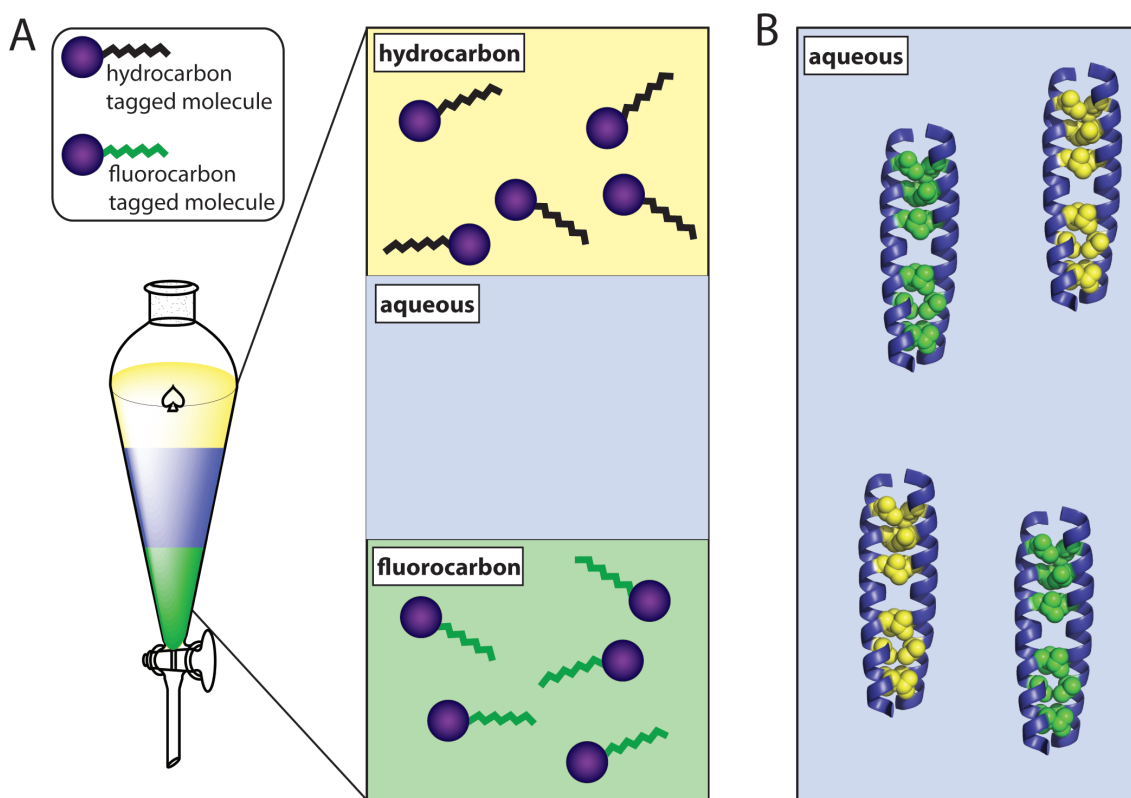 A
hydrocarbon
tagged molecule
fluorocarbon
tagged molecule
hydrocarbon
aqueous
fluorocarbon
B
aqueous